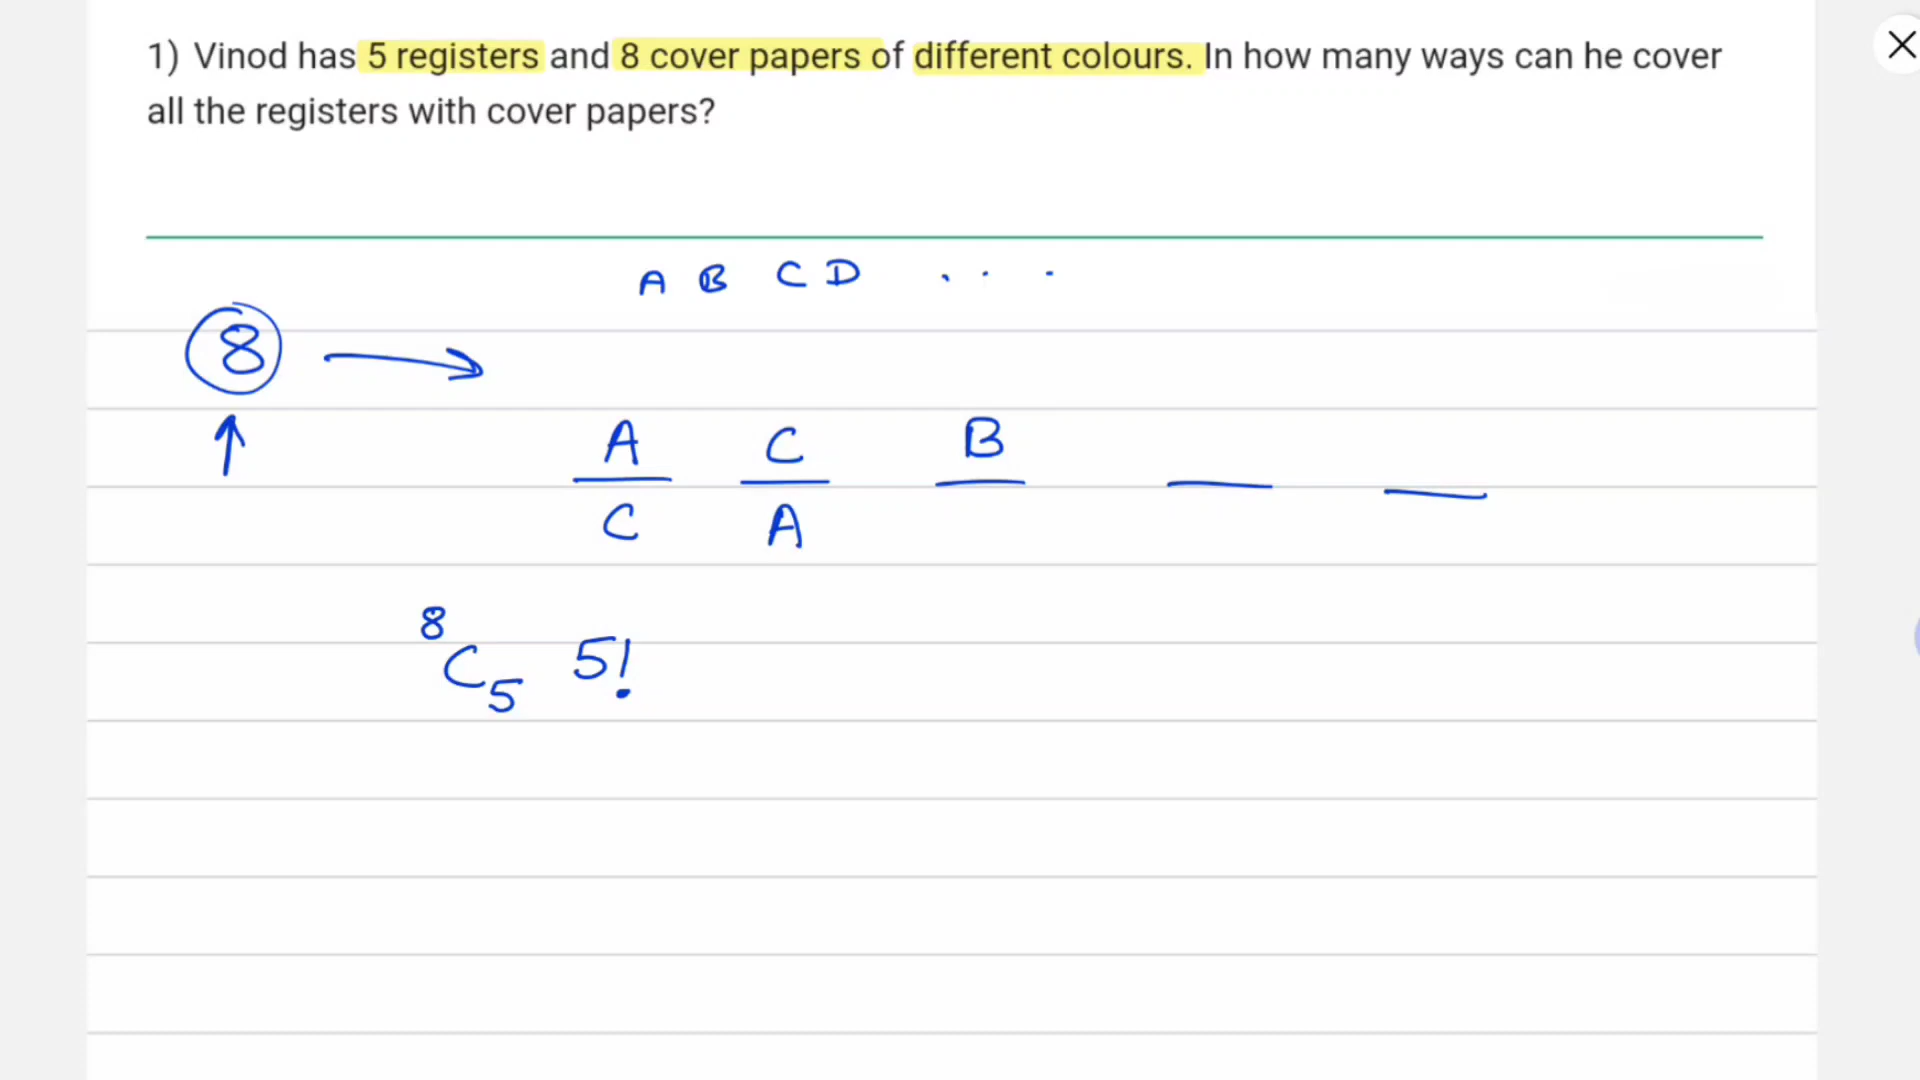 1) Vinod has 5 registers and 8 cover papers of different colours. In how many ways can he cover
all the registers with cover papers?
A B C D . . .
8 →
↑
A C B
C A
⁸C₅ 5!